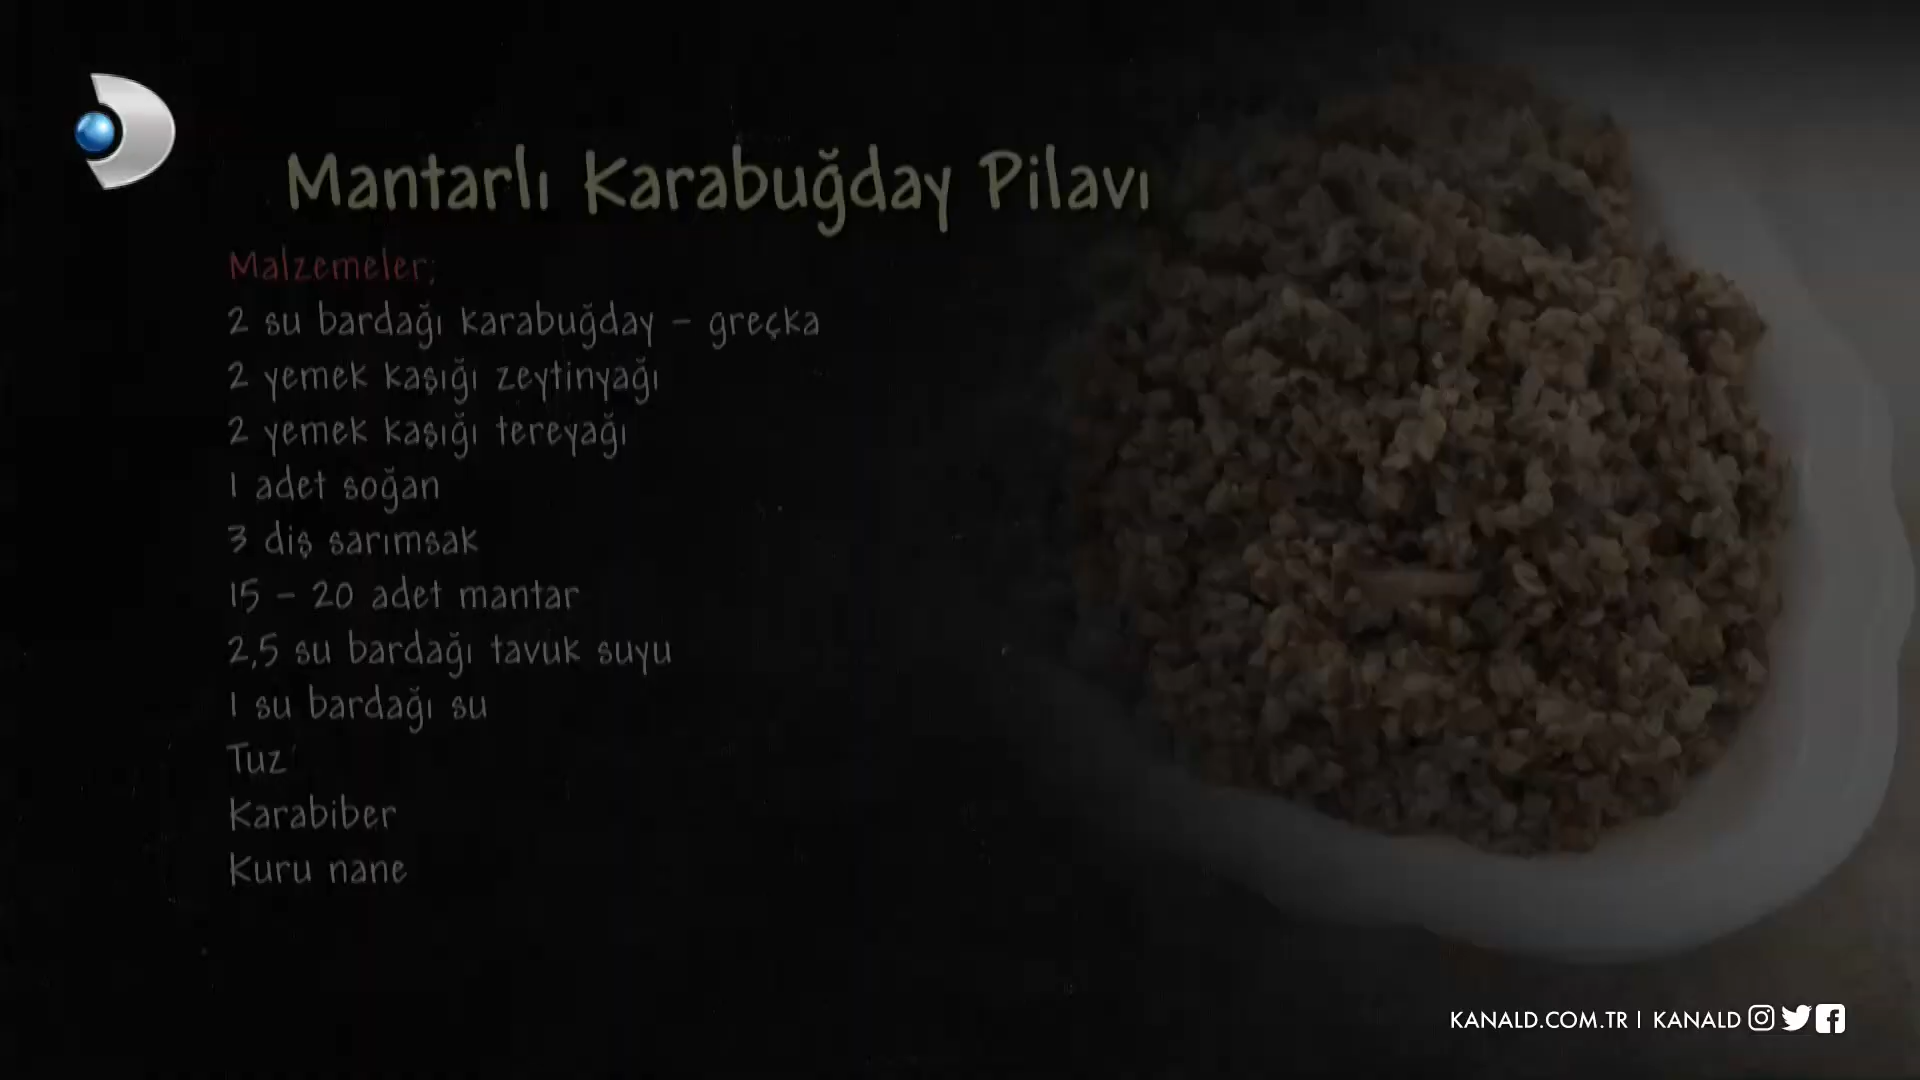 Mantarlı Karabuğday Pilavı
Malzemeler;
2 su bardağı karabuğday – greçka
2 yemek kaşığı zeytinyağı
2 yemek kaşığı tereyağı
1 adet soğan
3 diş sarımsak
15 – 20 adet mantar
2,5 su bardağı tavuk suyu
1 su bardağı su
Tuz
Karabiber
Kuru nane
KANALD.COM.TR | KANALD